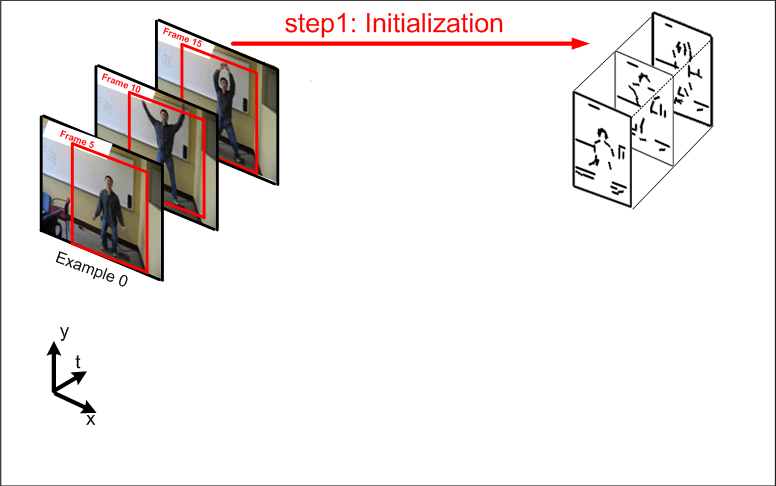 step1: Initialization
Frame 15
Frame 10
Frame 5
Example 0
y
t
x